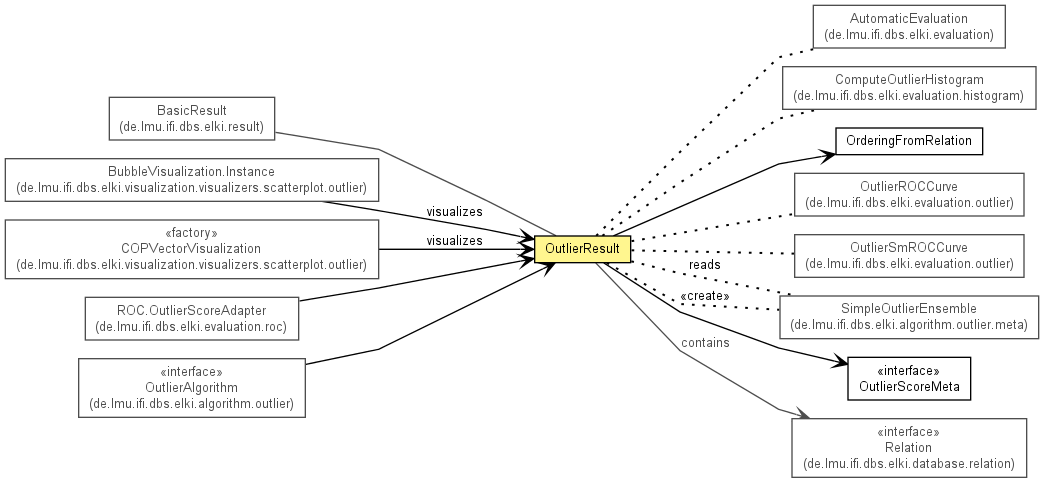 AutomaticEvaluation
(de.lmu.ifi.dbs.elki.evaluation)
ComputeOutlierHistogram
(de.lmu.ifi.dbs.elki.evaluation.histogram)
BasicResult
(de.lmu.ifi.dbs.elki.result)
OrderingFromRelation
BubbleVisualization.Instance
(de.lmu.ifi.dbs.elki.visualization.visualizers.scatterplot.outlier)
OutlierROCCurve
(de.lmu.ifi.dbs.elki.evaluation.outlier)
visualizes
«factory»
COPVectorVisualization
(de.lmu.ifi.dbs.elki.visualization.visualizers.scatterplot.outlier)
visualizes
OutlierResult
OutlierSmROCCurve
(de.lmu.ifi.dbs.elki.evaluation.outlier)
reads
«create»
ROC.OutlierScoreAdapter
(de.lmu.ifi.dbs.elki.evaluation.roc)
SimpleOutlierEnsemble
(de.lmu.ifi.dbs.elki.algorithm.outlier.meta)
contains
«interface»
OutlierAlgorithm
(de.lmu.ifi.dbs.elki.algorithm.outlier)
«interface»
OutlierScoreMeta
«interface»
Relation
(de.lmu.ifi.dbs.elki.database.relation)